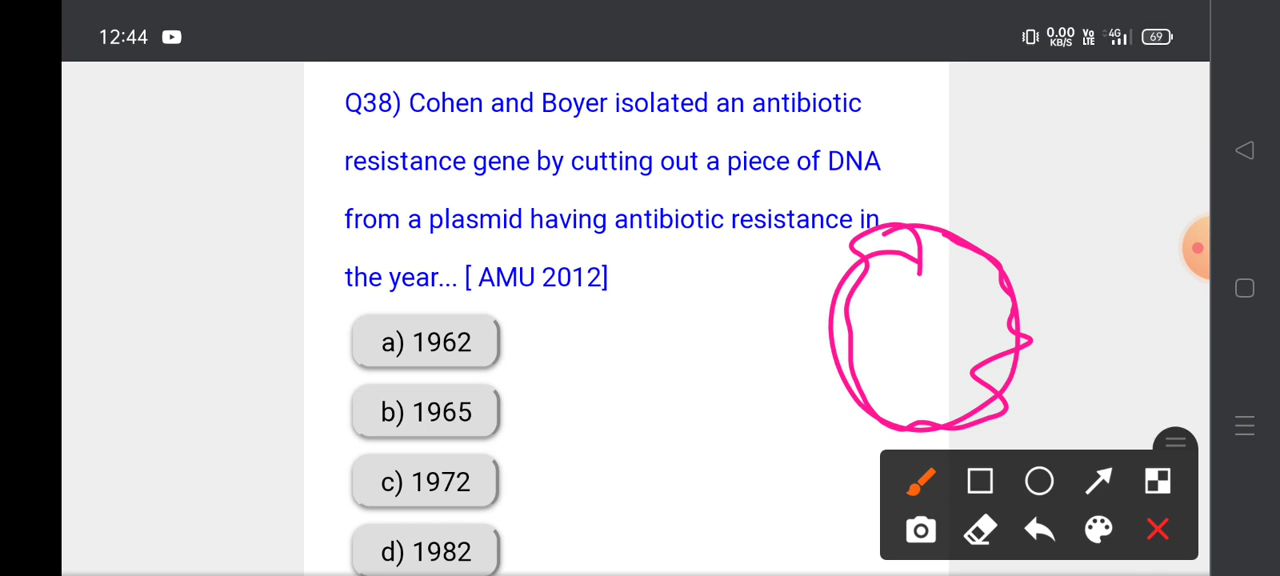 12:44
0.00 KB/S Vo LTE 4G 69
Q38) Cohen and Boyer isolated an antibiotic
resistance gene by cutting out a piece of DNA
from a plasmid having antibiotic resistance in
the year... [ AMU 2012]
a) 1962
b) 1965
c) 1972
d) 1982